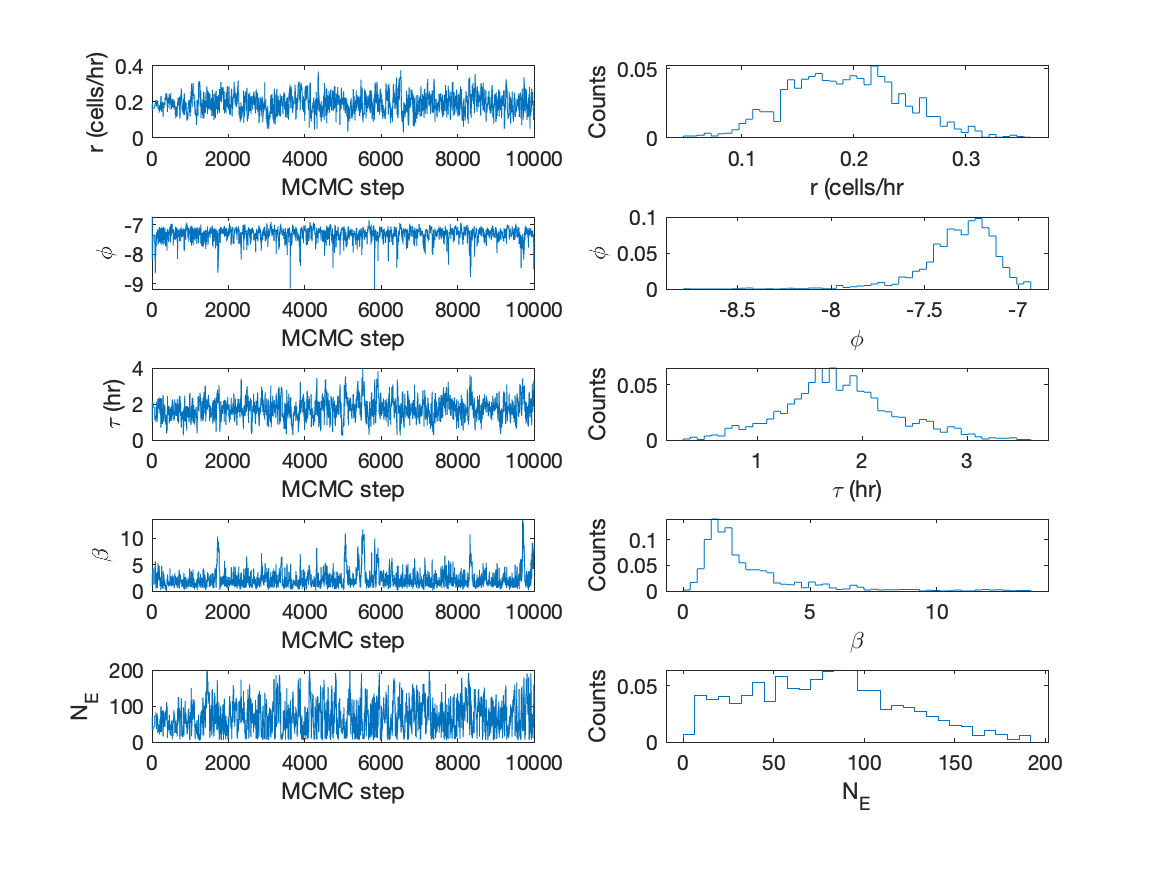 r (cells/hr)
0.4
0.2
0
0 2000 4000 6000 8000 10000
MCMC step
Counts
0.05
0
0.1 0.2 0.3
r (cells/hr
ϕ
-7
-8
-9
0 2000 4000 6000 8000 10000
MCMC step
ϕ
0.1
0.05
0
-8.5 -8 -7.5 -7
ϕ
τ (hr)
4
2
0
0 2000 4000 6000 8000 10000
MCMC step
Counts
0.05
0
1 2 3
τ (hr)
β
10
5
0
0 2000 4000 6000 8000 10000
MCMC step
Counts
0.1
0.05
0
0 5 10
β
N_E
200
100
0
0 2000 4000 6000 8000 10000
MCMC step
Counts
0.05
0
0 50 100 150 200
N_E